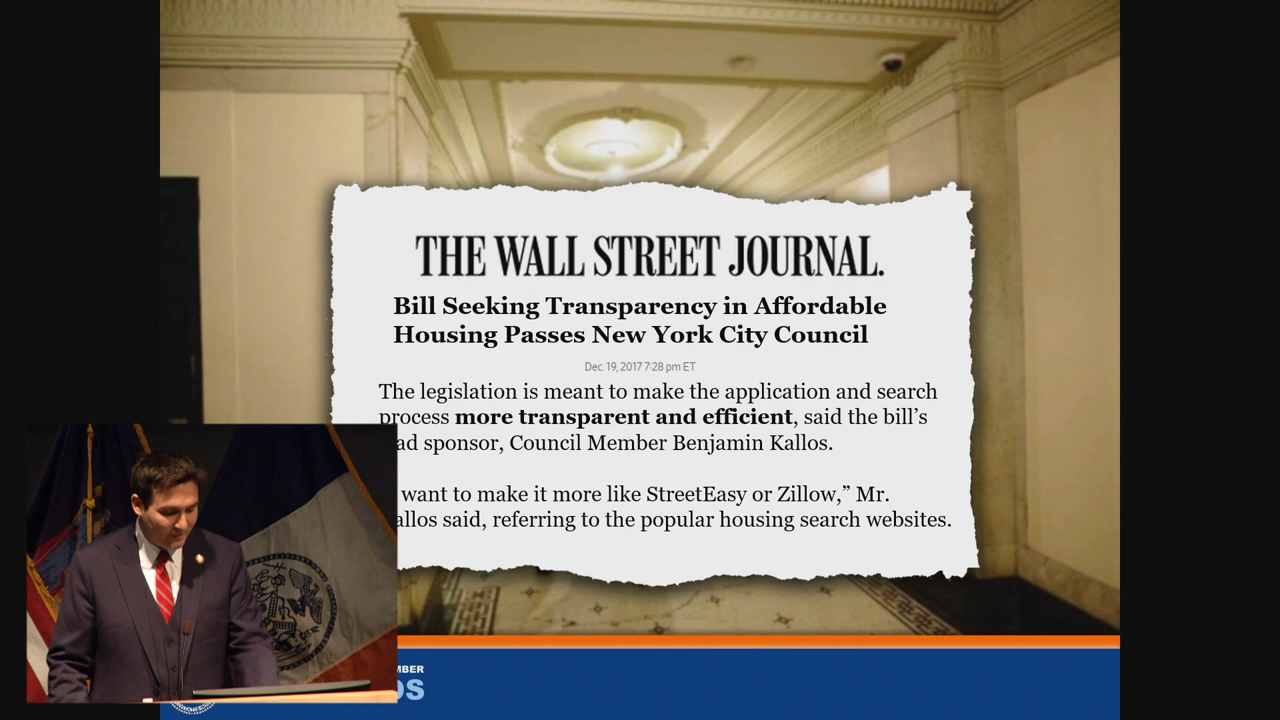 THE WALL STREET JOURNAL.
Bill Seeking Transparency in Affordable
Housing Passes New York City Council
Dec. 19, 2017 7:28 pm ET
The legislation is meant to make the application and search
process more transparent and efficient, said the bill's
sponsor, Council Member Benjamin Kallos.
want to make it more like StreetEasy or Zillow,” Mr.
said, referring to the popular housing search websites.